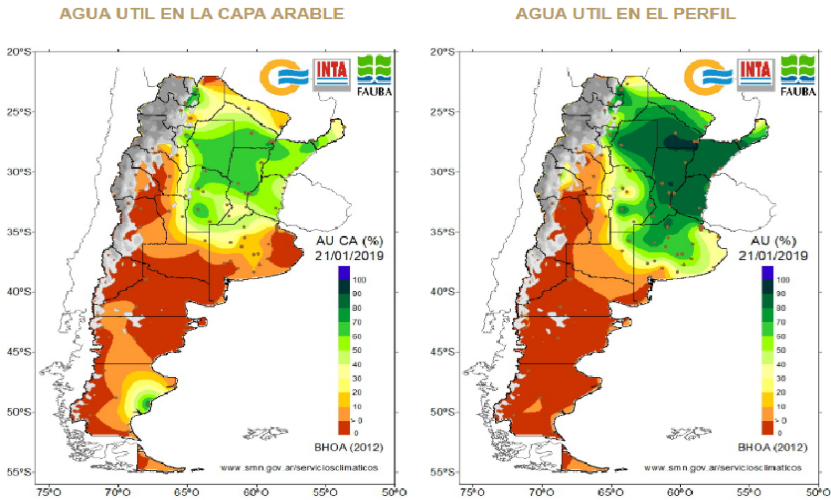 AGUA UTIL EN LA CAPA ARABLE
20°S
25°S
30°S
35°S
40°S
45°S
50°S
55°S
75°O
70°O
65°O
60°O
55°O
50°O
INTA
FAUBA
AU CA (%)
21/01/2019
100
90
80
70
60
50
40
30
20
10
0
BHOA (2012)
www.smn.gov.ar/serviciosclimaticos
AGUA UTIL EN EL PERFIL
20°S
25°S
30°S
35°S
40°S
45°S
50°S
55°S
75°O
70°O
65°O
60°O
55°O
50°O
INTA
FAUBA
AU (%)
21/01/2019
100
90
80
70
60
50
40
30
20
10
0
BHOA (2012)
www.smn.gov.ar/serviciosclimaticos